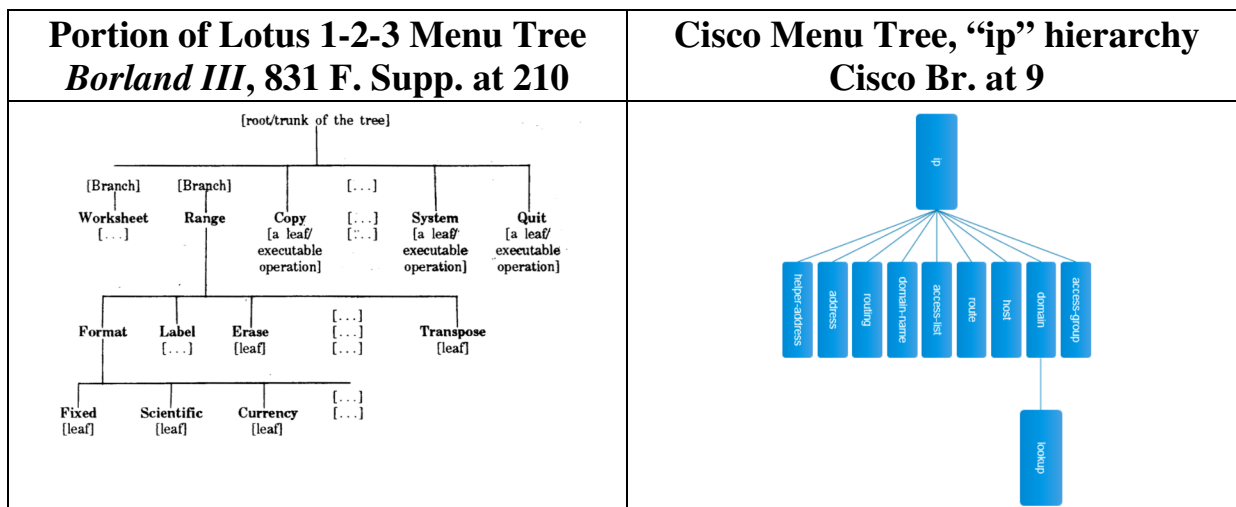 Portion of Lotus 1-2-3 Menu Tree
Borland III, 831 F. Supp. at 210
Cisco Menu Tree, “ip” hierarchy
Cisco Br. at 9
[root/trunk of the tree]
[Branch] [Branch] [...]
Worksheet Range Copy [...] System Quit
[...] [a leaf/ [...] [a leaf/ [a leaf/
executable executable executable
operation] operation] operation]
[...]
Format Label Erase [...] Transpose
[...] [leaf] [...] [leaf]
[...]
Fixed Scientific Currency [...]
[leaf] [leaf] [leaf]
ip
helper-address
address
routing
domain-name
access-list
route
host
domain
access-group
lookup